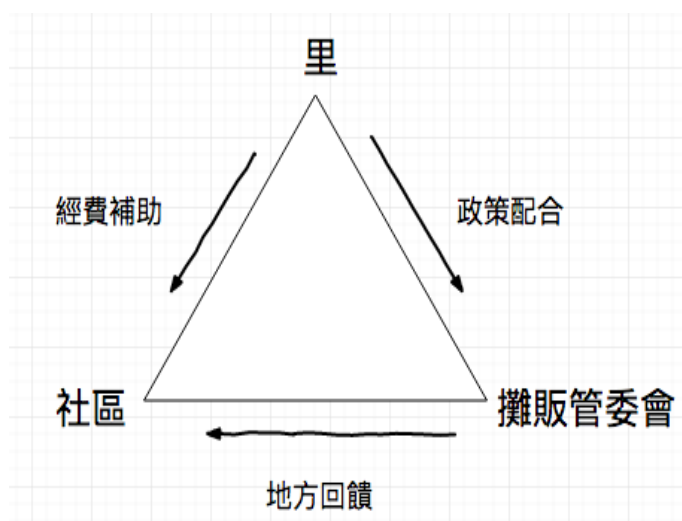 里
經費補助
政策配合
社區
攤販管委會
地方回饋